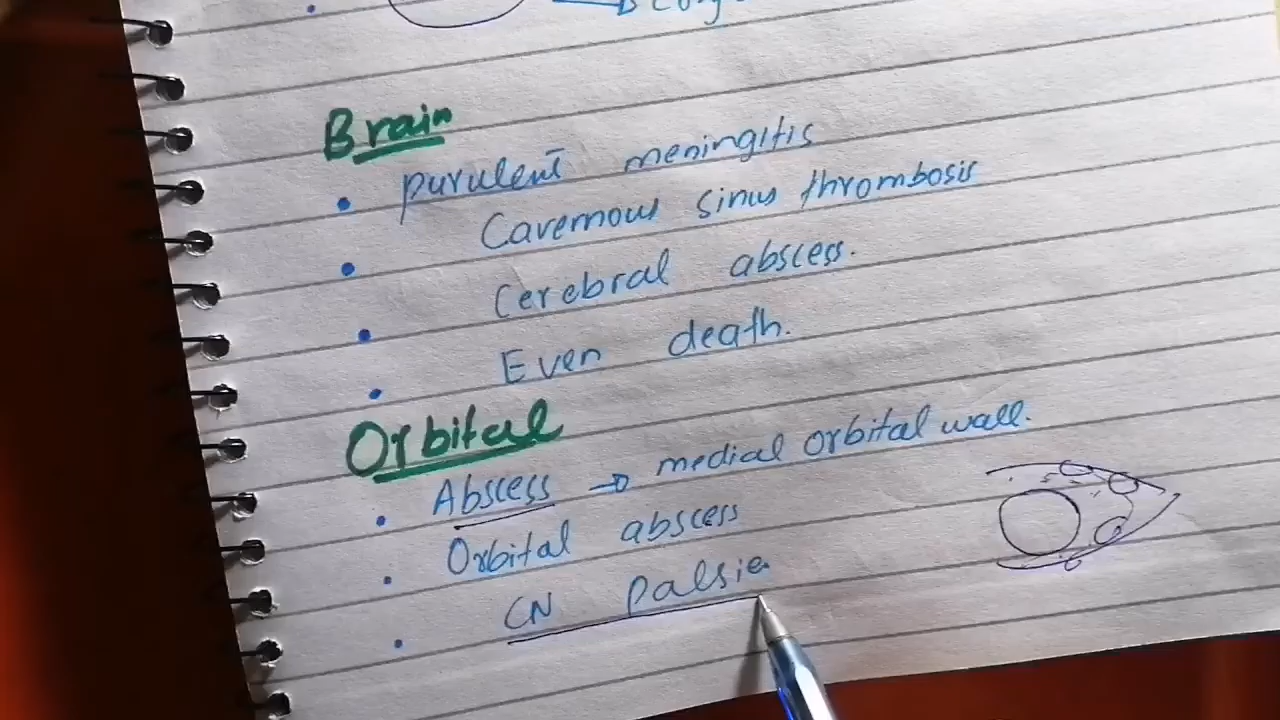 Brain
• purulent meningitis
• Cavernous sinus thrombosis
• Cerebral abscess.
• Even death.
Orbital
• Abscess → medial orbital wall.
• Orbital abscess
• CN Palsie